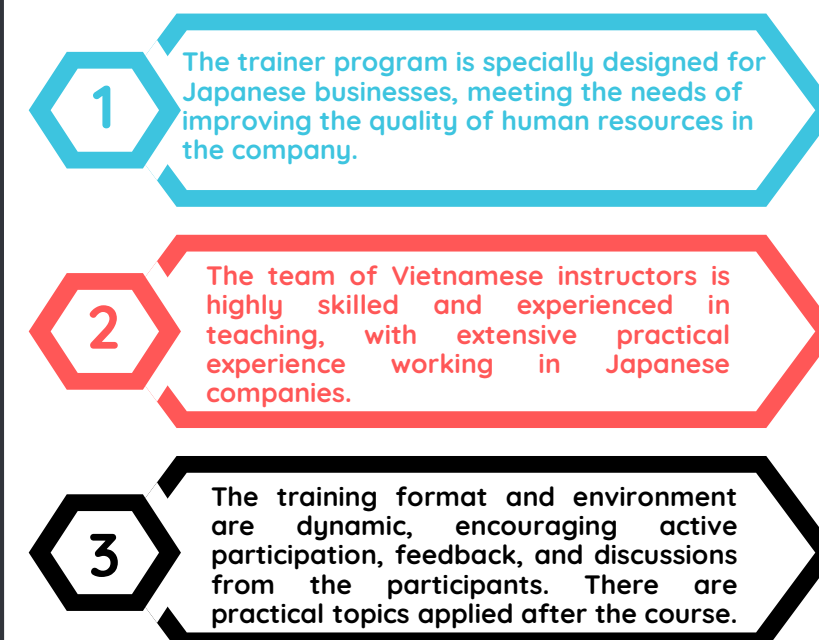 1
The trainer program is specially designed for
Japanese businesses, meeting the needs of
improving the quality of human resources in
the company.
2
The team of Vietnamese instructors is
highly skilled and experienced in
teaching, with extensive practical
experience working in Japanese
companies.
3
The training format and environment
are dynamic, encouraging active
participation, feedback, and discussions
from the participants. There are
practical topics applied after the course.